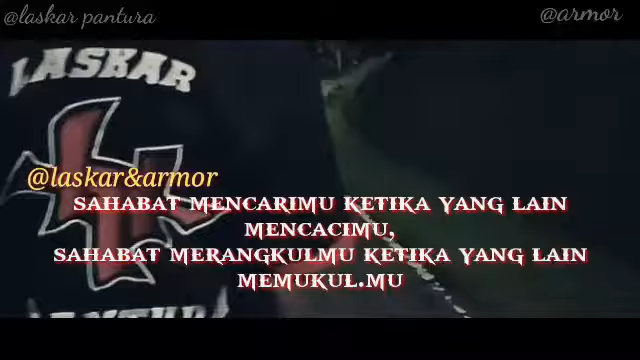 @laskar pantura
@armor
LASKAR
@laskar&armor
SAHABAT MENCARIMU KETIKA YANG LAIN
MENCACIMU,
SAHABAT MERANGKULMU KETIKA YANG LAIN
MEMUKUL.MU